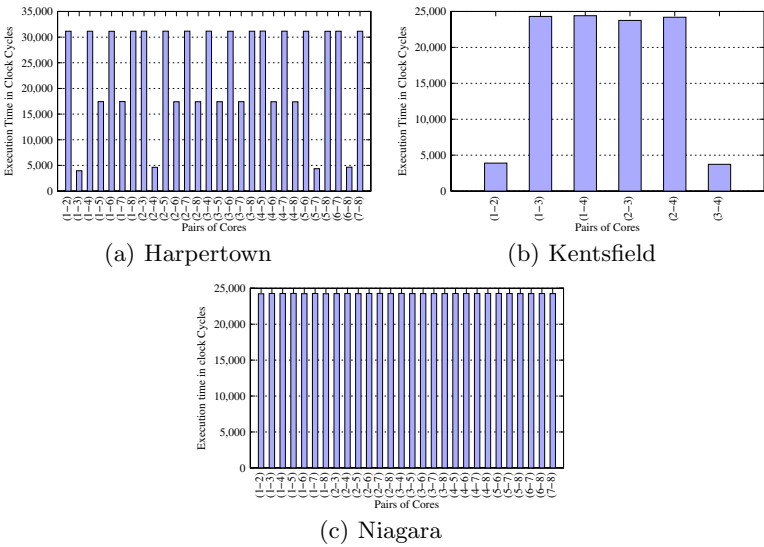 35,000
30,000
25,000
20,000
15,000
10,000
5,000
0
Execution Time in Clock Cycles
(1−2) (1−3) (1−4) (1−5) (1−6) (1−7) (1−8) (2−3) (2−4) (2−5) (2−6) (2−7) (2−8) (3−4) (3−5) (3−6) (3−7) (3−8) (4−5) (4−6) (4−7) (4−8) (5−6) (5−7) (5−8) (6−7) (6−8) (7−8)
Pairs of Cores
(a) Harpertown
25,000
20,000
15,000
10,000
5,000
0
Execution Time in Clock Cycles
(1−2) (1−3) (1−4) (2−3) (2−4) (3−4)
Pairs of Cores
(b) Kentsfield
25,000
20,000
15,000
10,000
5,000
0
Execution time in clock Cycles
(1−2) (1−3) (1−4) (1−5) (1−6) (1−7) (1−8) (2−3) (2−4) (2−5) (2−6) (2−7) (2−8) (3−4) (3−5) (3−6) (3−7) (3−8) (4−5) (4−6) (4−7) (4−8) (5−6) (5−7) (5−8) (6−7) (6−8) (7−8)
Pairs of Cores
(c) Niagara